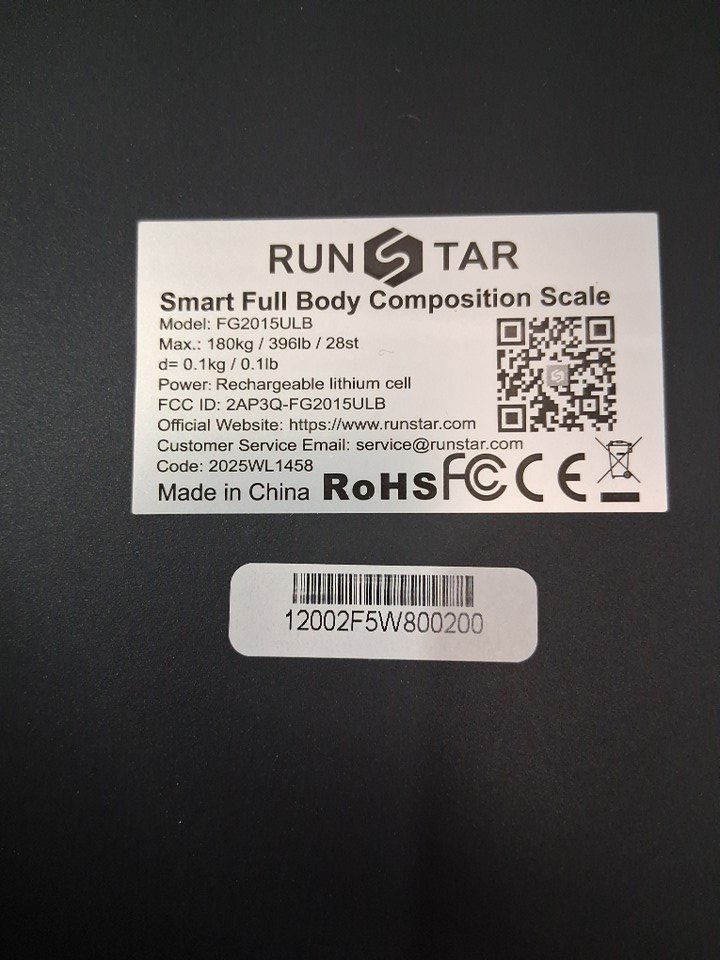 RUNSTAR
Smart Full Body Composition Scale
Model: FG2015ULB
Max.: 180kg / 396lb / 28st
d= 0.1kg / 0.1lb
Power: Rechargeable lithium cell
FCC ID: 2AP3Q-FG2015ULB
Official Website: https://www.runstar.com
Customer Service Email: service@runstar.com
Code: 2025WL1458
Made in China RoHS FC CE
12002F5W800200